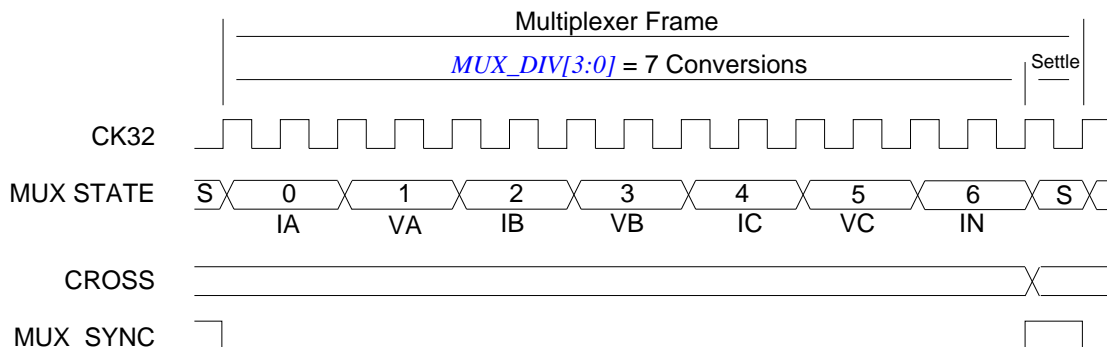 Multiplexer Frame
MUX_DIV[3:0] = 7 Conversions Settle
CK32
MUX STATE S 0 1 2 3 4 5 6 S
IA VA IB VB IC VC IN
CROSS
MUX_SYNC